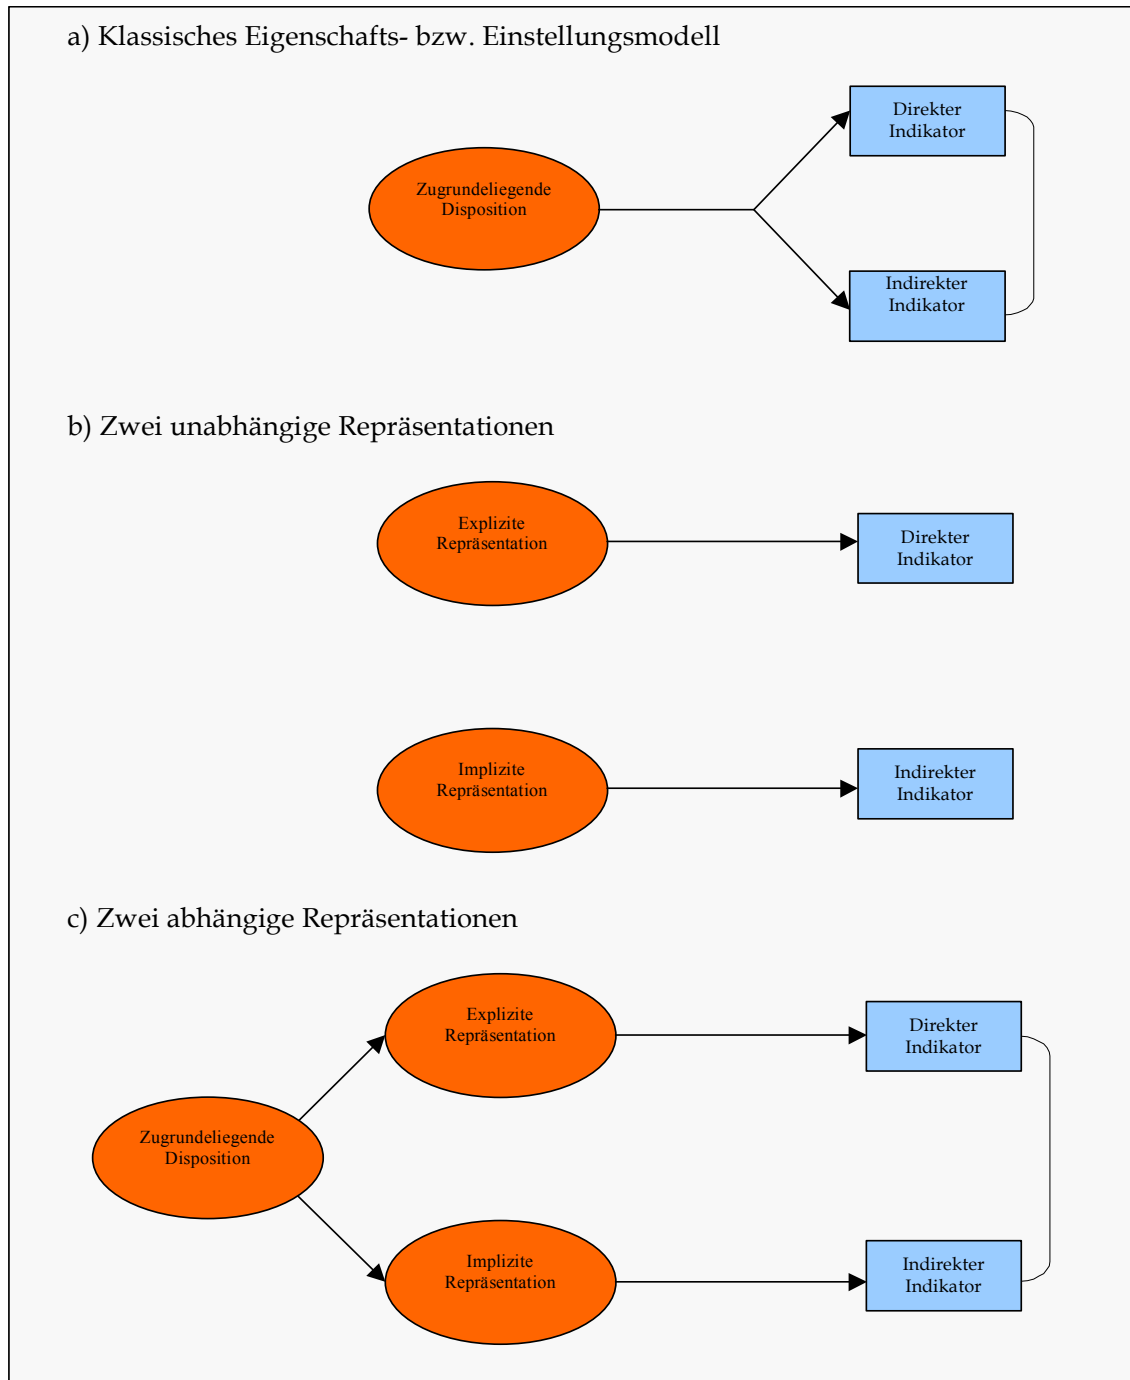 a) Klassisches Eigenschafts- bzw. Einstellungsmodell
Direkter
Indikator
Zugrundeliegende
Disposition
Indirekter
Indikator
b) Zwei unabhängige Repräsentationen
Explizite
Repräsentation
Direkter
Indikator
Implizite
Repräsentation
Indirekter
Indikator
c) Zwei abhängige Repräsentationen
Explizite
Repräsentation
Direkter
Indikator
Zugrundeliegende
Disposition
Implizite
Repräsentation
Indirekter
Indikator